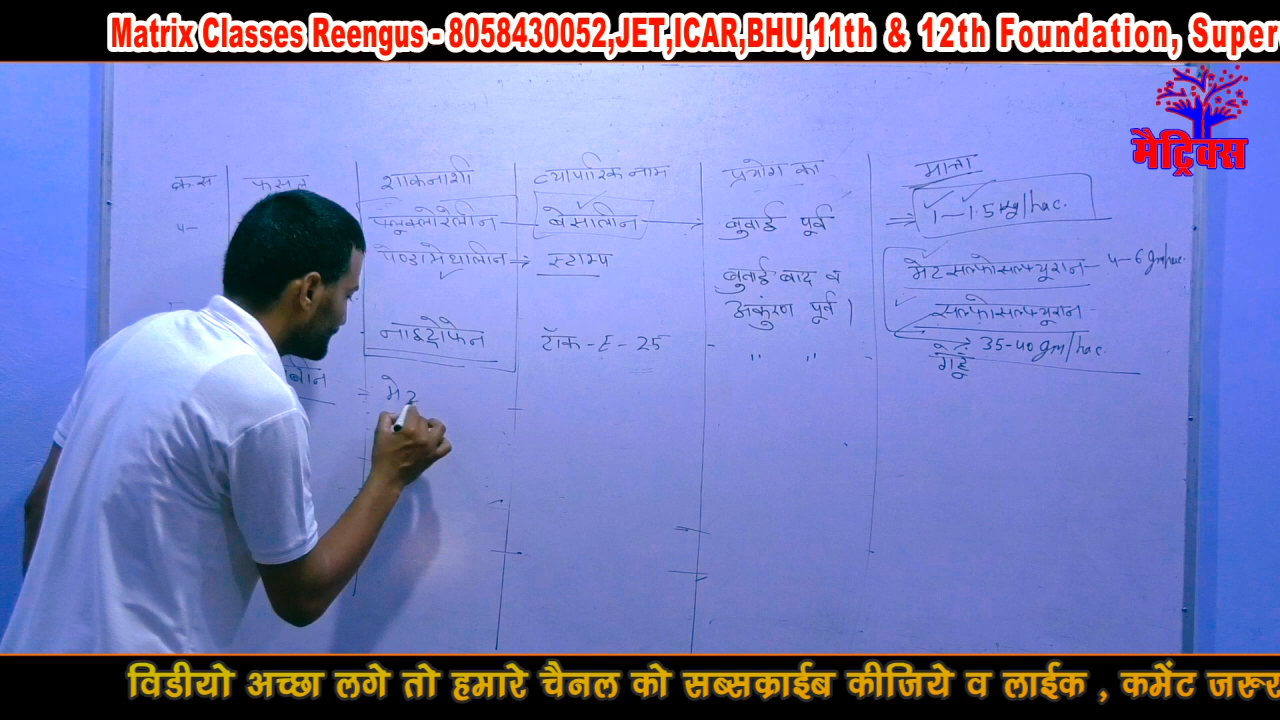 Matrix Classes Reengus - 8058430052,JET,ICAR,BHU,11th & 12th Foundation, Super
मैट्रिक्स
क्रस फसल शाकनाशी व्यापारिक नाम प्रयोग का मात्रा
फ्लूक्लोरेलीन बेसालीन बुवाई पूर्व 1-1.5 kg/hac.
पेण्डामेथालीन → स्टाम्प बुवाई बाद व मेटसल्फोसल्फ्यूरान - 4-6 gm/hac.
अकुंरण पूर्व। सल्फोसल्फ्यूरान -
नाइट्रोफेन टॉक-E-25 " " 35-40 gm/hac.
गेहूं
मेट
विडीयो अच्छा लगे तो हमारे चैनल को सब्सक्राईब कीजिये व लाईक , कमेंट जरूर